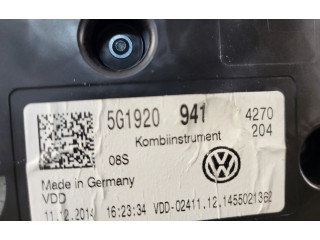 5G1920 941 4270
Kombiinstrument 204
08S
Made in Germany
VDD
11.12.2014 16:23:34 VDD-02411.12.1455021362